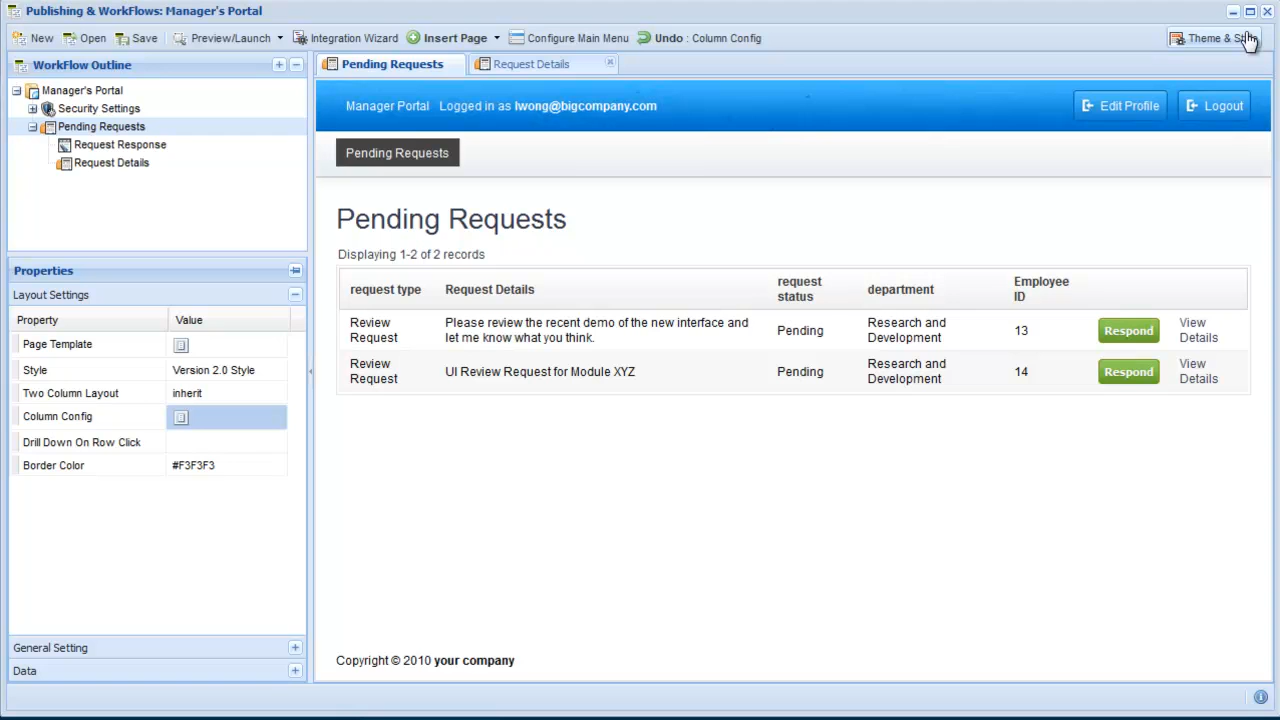 Publishing & WorkFlows: Manager's Portal
New Open Save Preview/Launch Integration Wizard Insert Page Configure Main Menu Undo : Column Config Theme &
WorkFlow Outline
Manager's Portal
Security Settings
Pending Requests
Request Response
Request Details
Properties
Layout Settings
Property Value
Page Template
Style Version 2.0 Style
Two Column Layout inherit
Column Config
Drill Down On Row Click
Border Color #F3F3F3
General Setting
Data
Pending Requests Request Details
Manager Portal Logged in as lwong@bigcompany.com Edit Profile Logout
Pending Requests
Pending Requests
Displaying 1-2 of 2 records
request type Request Details request status department Employee ID
Review Request Please review the recent demo of the new interface and let me know what you think. Pending Research and Development 13 Respond View Details
Review Request UI Review Request for Module XYZ Pending Research and Development 14 Respond View Details
Copyright © 2010 your company